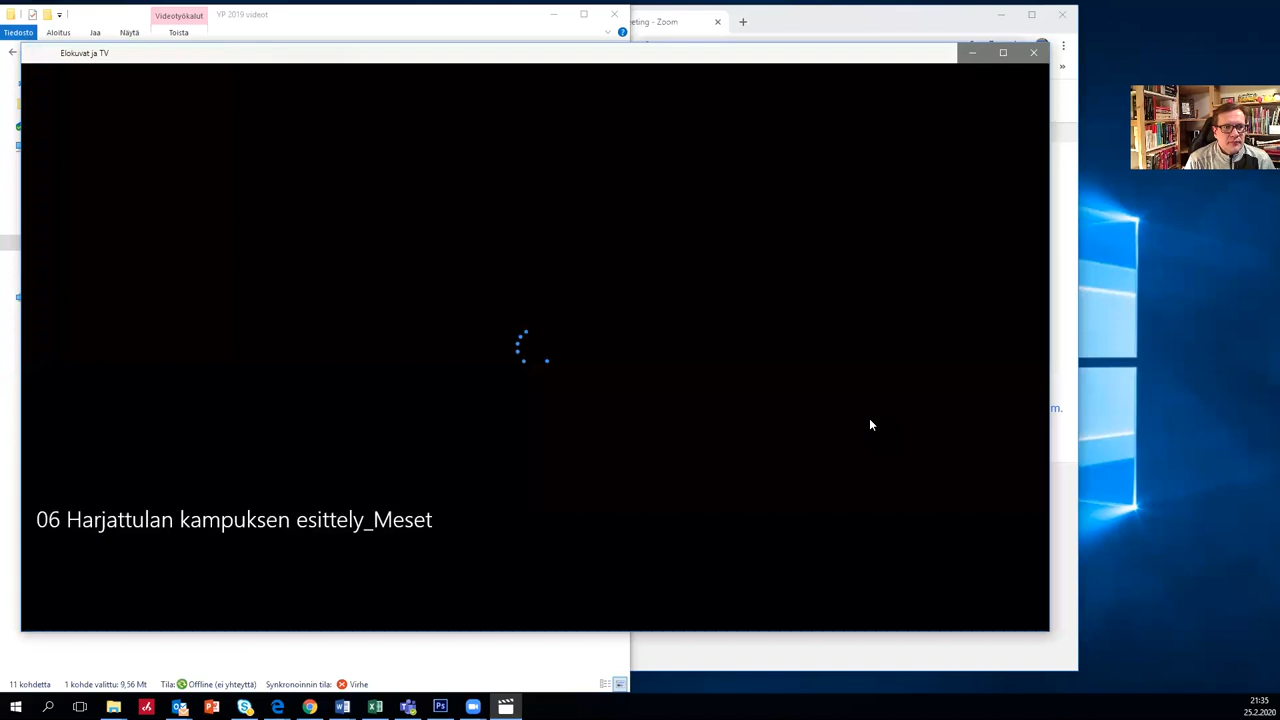 Videotyökalut
YP 2019 videot
Tiedosto
Aloitus
Jaa
Näytä
Toista
eeting - Zoom
Elokuvat ja TV
m.
06 Harjattulan kampuksen esittely_Meset
11 kohdetta
1 kohde valittu: 9,56 Mt
Tila:
Offline (ei yhteyttä)
Synkronoinnin tila:
Virhe
21:35
25.2.2020